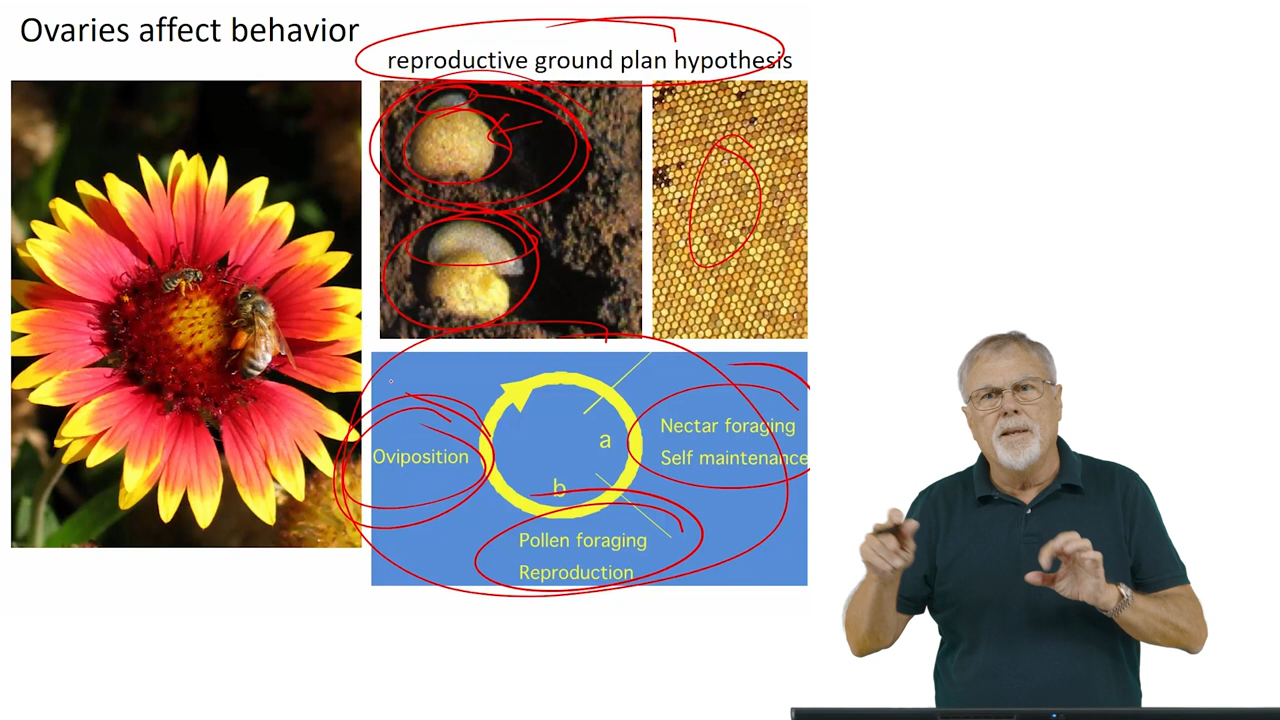 Ovaries affect behavior
reproductive ground plan hypothesis
Nectar foraging
a
Self maintenance
Oviposition
b
Pollen foraging
Reproduction